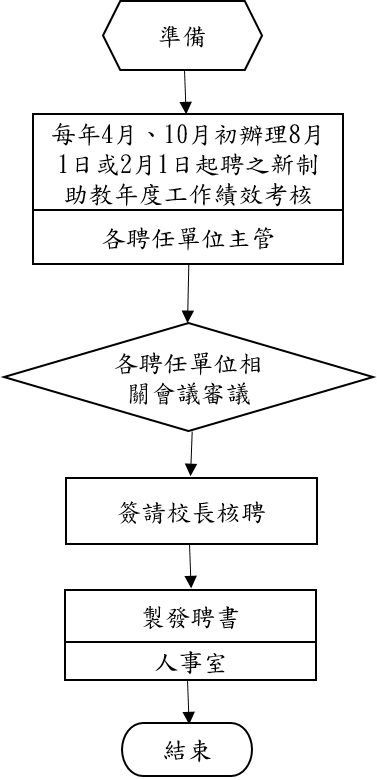 準備
每年4月、10月初辦理8月
1日或2月1日起聘之新制
助教年度工作績效考核
各聘任單位主管
各聘任單位相
關會議審議
簽請校長核聘
製發聘書
人事室
結束